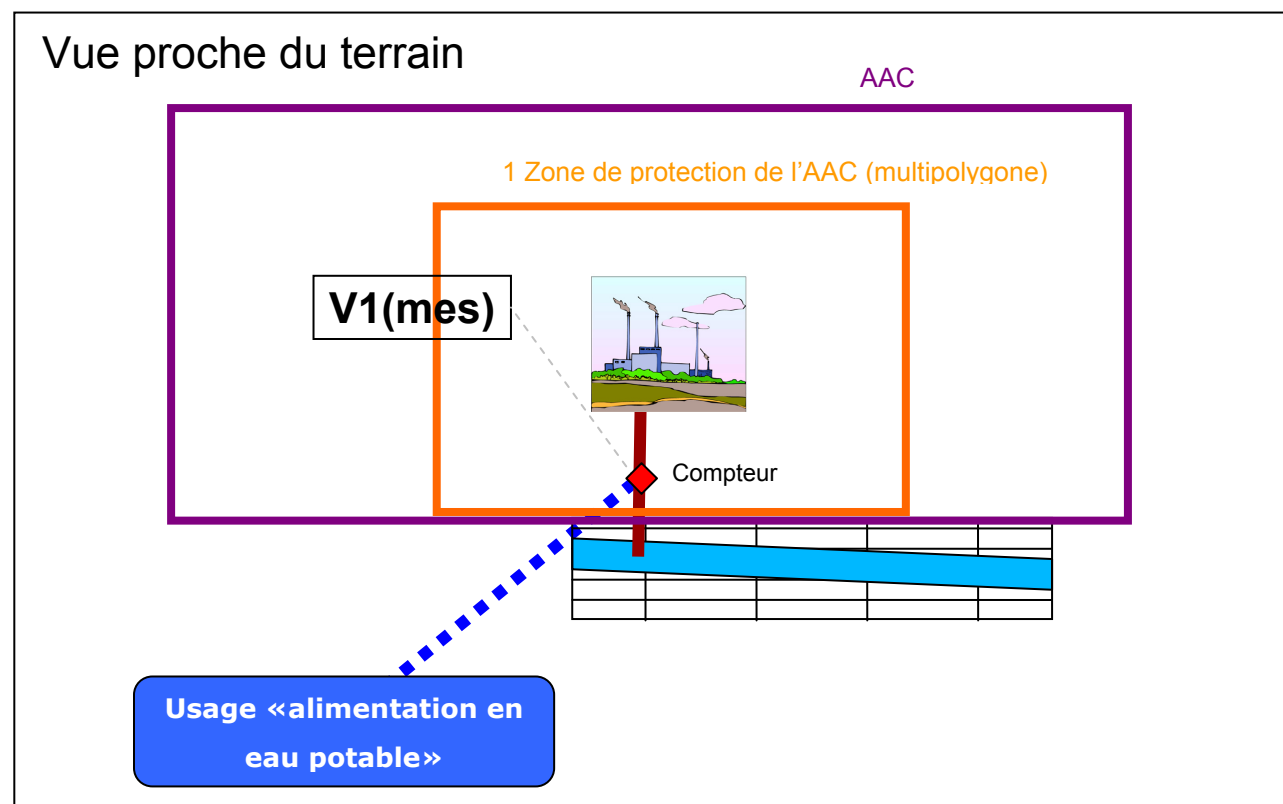 Vue proche du terrain
AAC
1 Zone de protection de l'AAC (multipolygone)
V1(mes)
Compteur
Usage «alimentation en
eau potable»